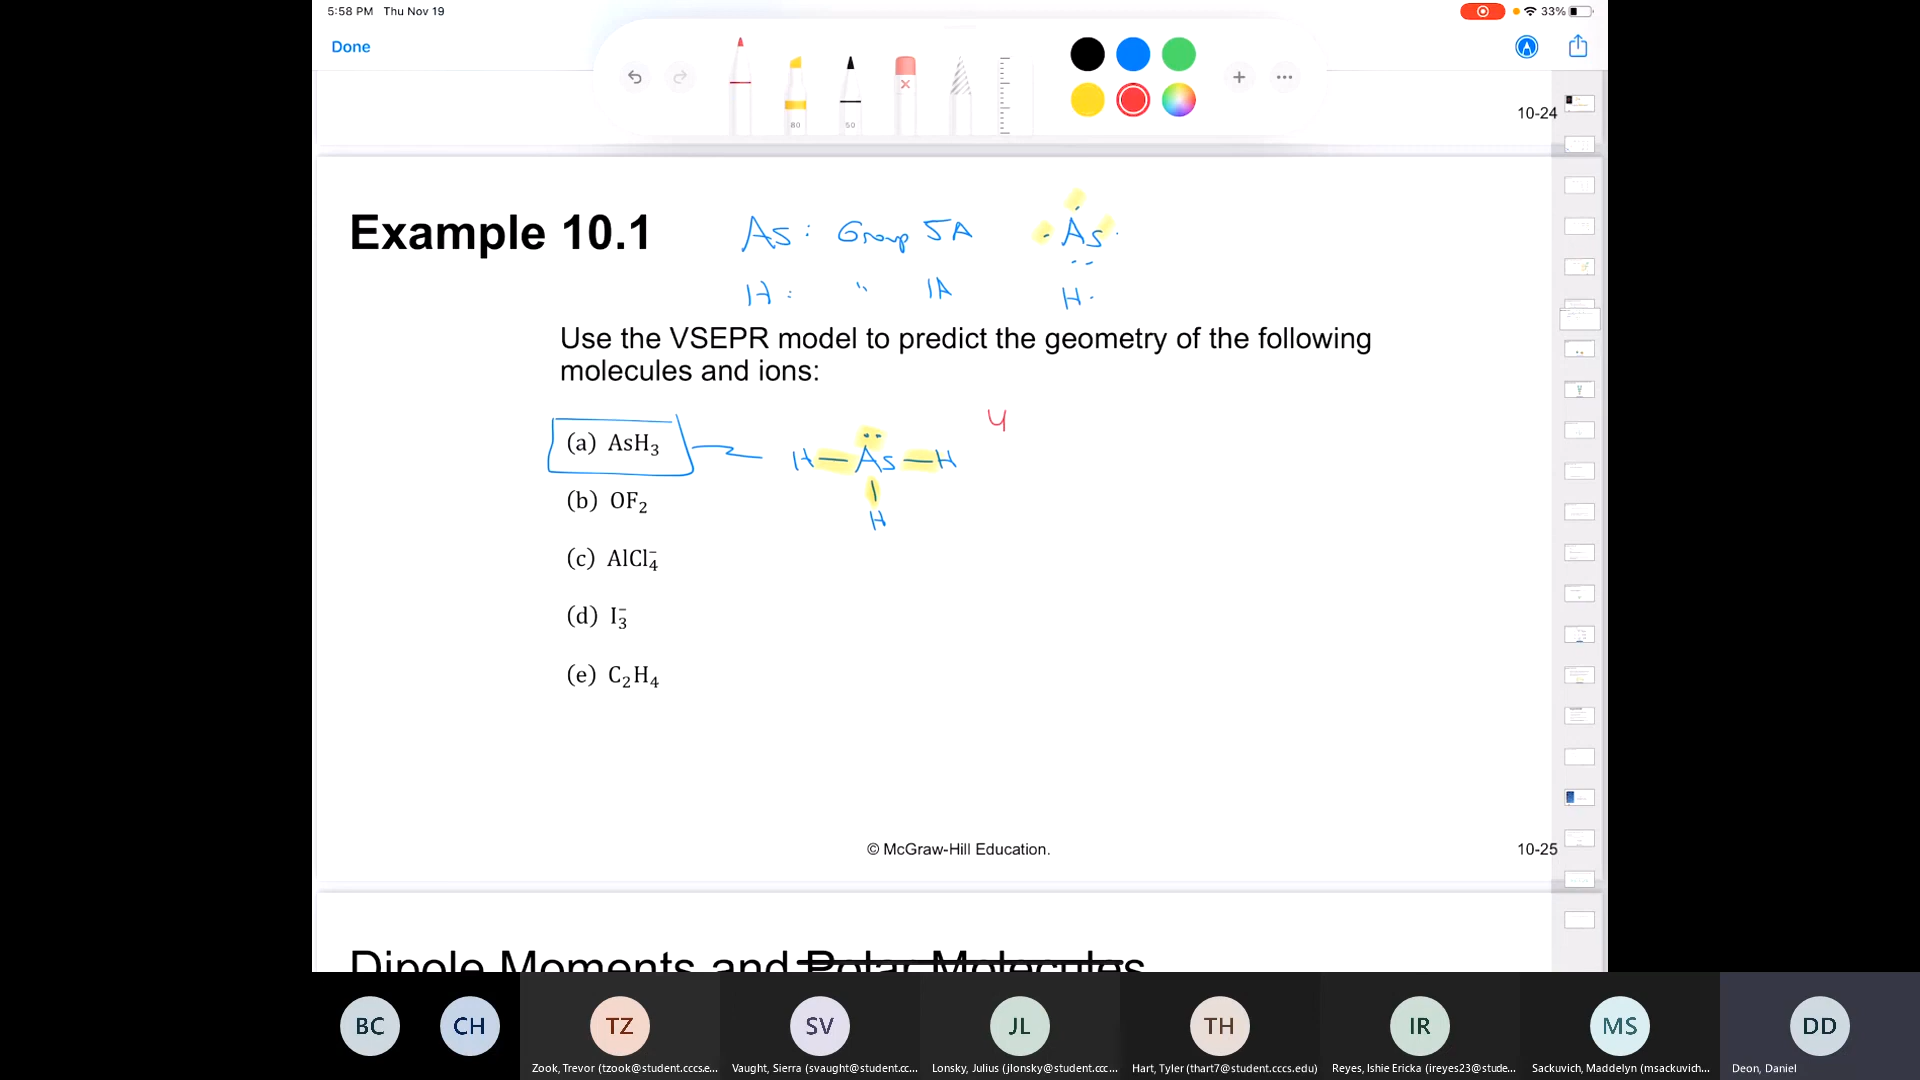 5:58 PM Thu Nov 19
33%
Done
80
50
10-24
Example 10.1
As: Group 5A
As
H: " 1A
H·
Use the VSEPR model to predict the geometry of the following
molecules and ions:
4
(a) AsH₃
H—As—H
H
(b) OF₂
(c) AlCl₄⁻
(d) I₃⁻
(e) C₂H₄
© McGraw-Hill Education.
10-25
Dipole Moments and Polar Molecules
BC
CH
TZ
SV
JL
TH
IR
MS
DD
Zook, Trevor (tzook@student.cccs.e...
Vaught, Sierra (svaught@student.cc...
Lonsky, Julius (jlonsky@student.ccc...
Hart, Tyler (thart7@student.cccs.edu)
Reyes, Ishie Ericka (ireyes23@stude...
Sackuvich, Maddelyn (msackuvich...
Deon, Daniel